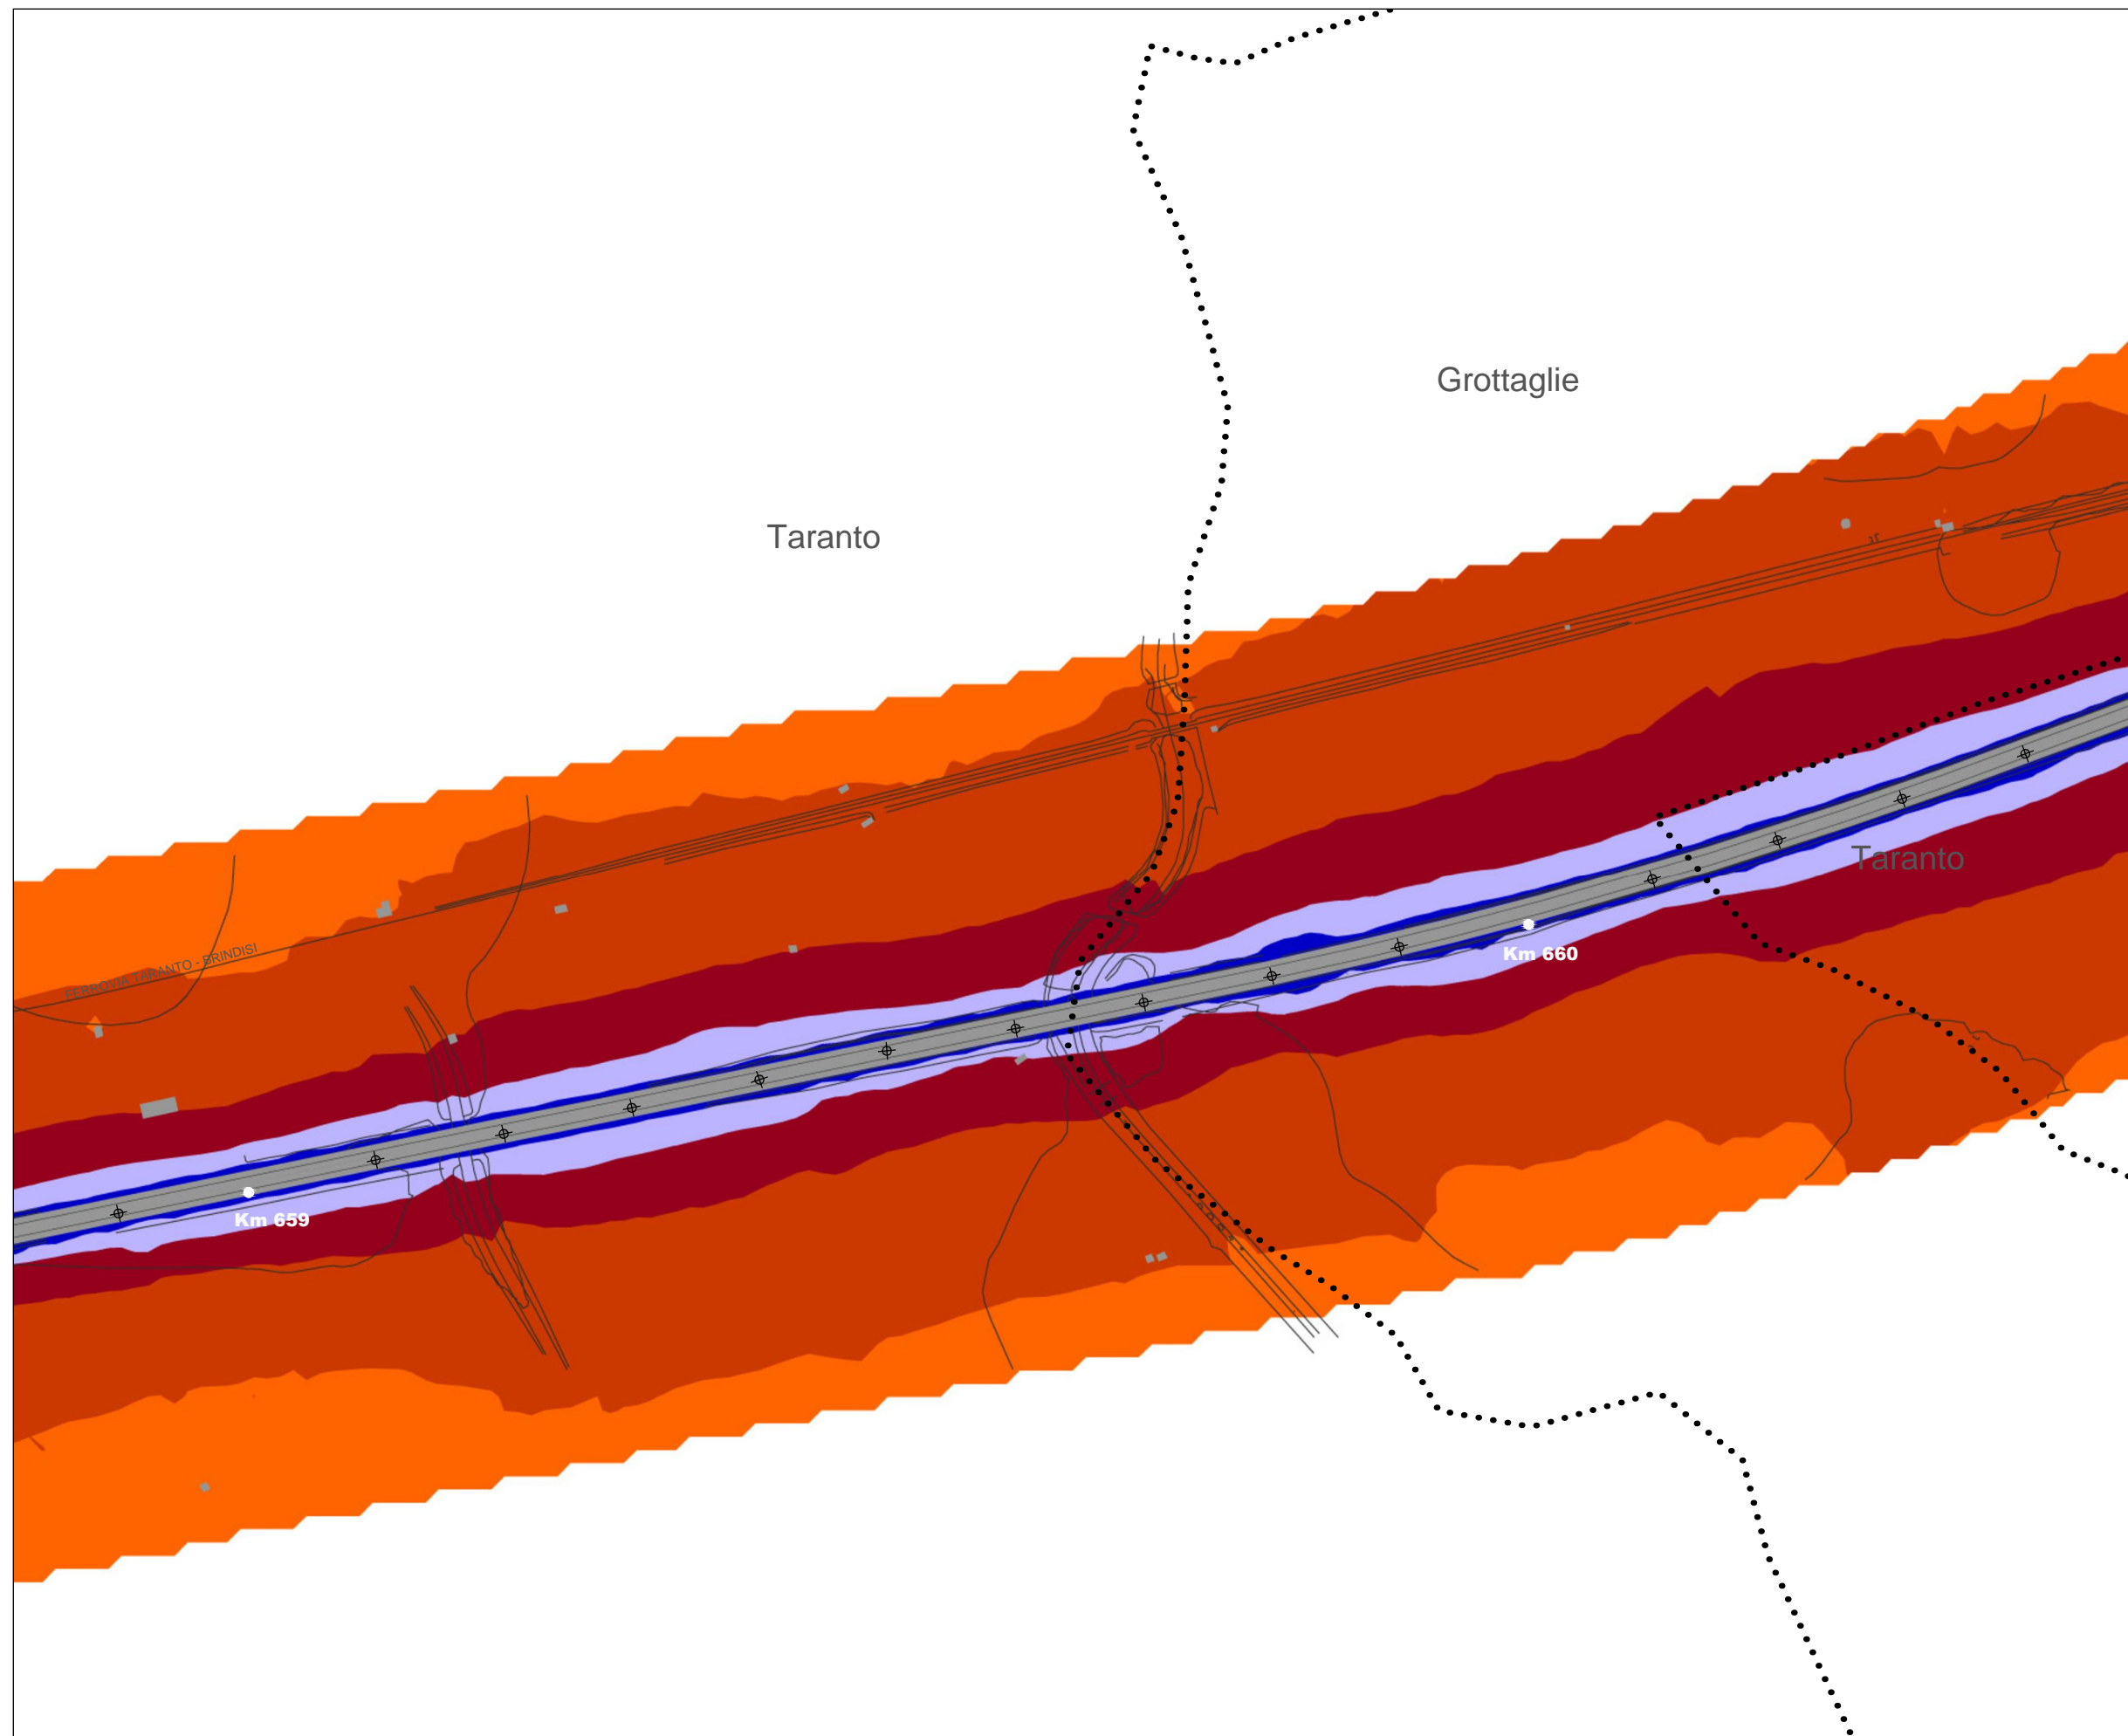 Grottaglie
Taranto
Taranto
FERROVIA TARANTO - BRINDISI
Km 660
Km 659